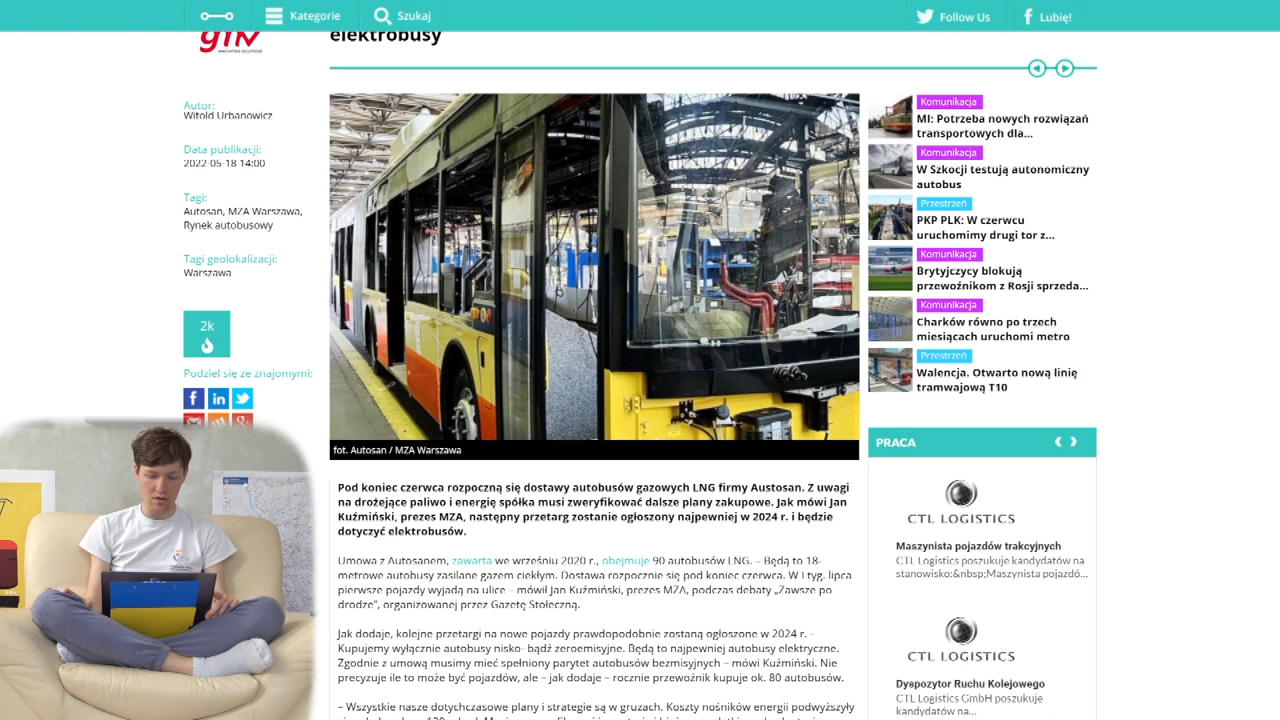 Kategorie
Szukaj
Follow Us
Lubię!
INNOVATING SOLUTIONS
elektrobusy
Autor:
Witold Urbanowicz
Data publikacji:
2022-05-18 14:00
Tagi:
Autosan, MZA Warszawa,
Rynek autobusowy
Tagi geolokalizacji:
Warszawa
2k
Podziel się ze znajomymi:
fot. Autosan / MZA Warszawa
Pod koniec czerwca rozpoczną się dostawy autobusów gazowych LNG firmy Austosan. Z uwagi
na drożejące paliwo i energię spółka musi zweryfikować dalsze plany zakupowe. Jak mówi Jan
Kuźmiński, prezes MZA, następny przetarg zostanie ogłoszony najpewniej w 2024 r. i będzie
dotyczyć elektrobusów.
Umowa z Autosanem, zawarta we wrześniu 2020 r., obejmuje 90 autobusów LNG. – Będą to 18-
metrowe autobusy zasilane gazem ciekłym. Dostawa rozpocznie się pod koniec czerwca. W I tyg. lipca
pierwsze pojazdy wyjadą na ulice – mówił Jan Kuźmiński, prezes MZA, podczas debaty „Zawsze po
drodze”, organizowanej przez Gazetę Stołeczną.
Jak dodaje, kolejne przetargi na nowe pojazdy prawdopodobnie zostaną ogłoszone w 2024 r. –
Kupujemy wyłącznie autobusy nisko- bądź zeroemisyjne. Będą to najpewniej autobusy elektryczne.
Zgodnie z umową musimy mieć spełniony parytet autobusów bezmisyjnych – mówi Kuźmiński. Nie
precyzuje ile to może być pojazdów, ale – jak dodaje – rocznie przewoźnik kupuje ok. 80 autobusów.
– Wszystkie nasze dotychczasowe plany i strategie są w gruzach. Koszty nośników energii podwyższyły
Komunikacja
MI: Potrzeba nowych rozwiązań
transportowych dla...
Komunikacja
W Szkocji testują autonomiczny
autobus
Przestrzeń
PKP PLK: W czerwcu
uruchomimy drugi tor z...
Komunikacja
Brytyjczycy blokują
przewoźnikom z Rosji sprzeda...
Komunikacja
Charków równo po trzech
miesiącach uruchomi metro
Przestrzeń
Walencja. Otwarto nową linię
tramwajową T10
PRACA
CTL LOGISTICS
Maszynista pojazdów trakcyjnych
CTL Logistics poszukuje kandydatów na
stanowisko:&nbsp;Maszynista pojazdó...
CTL LOGISTICS
Dyspozytor Ruchu Kolejowego
CTL Logistics GmbH poszukuje
kandydatów na...